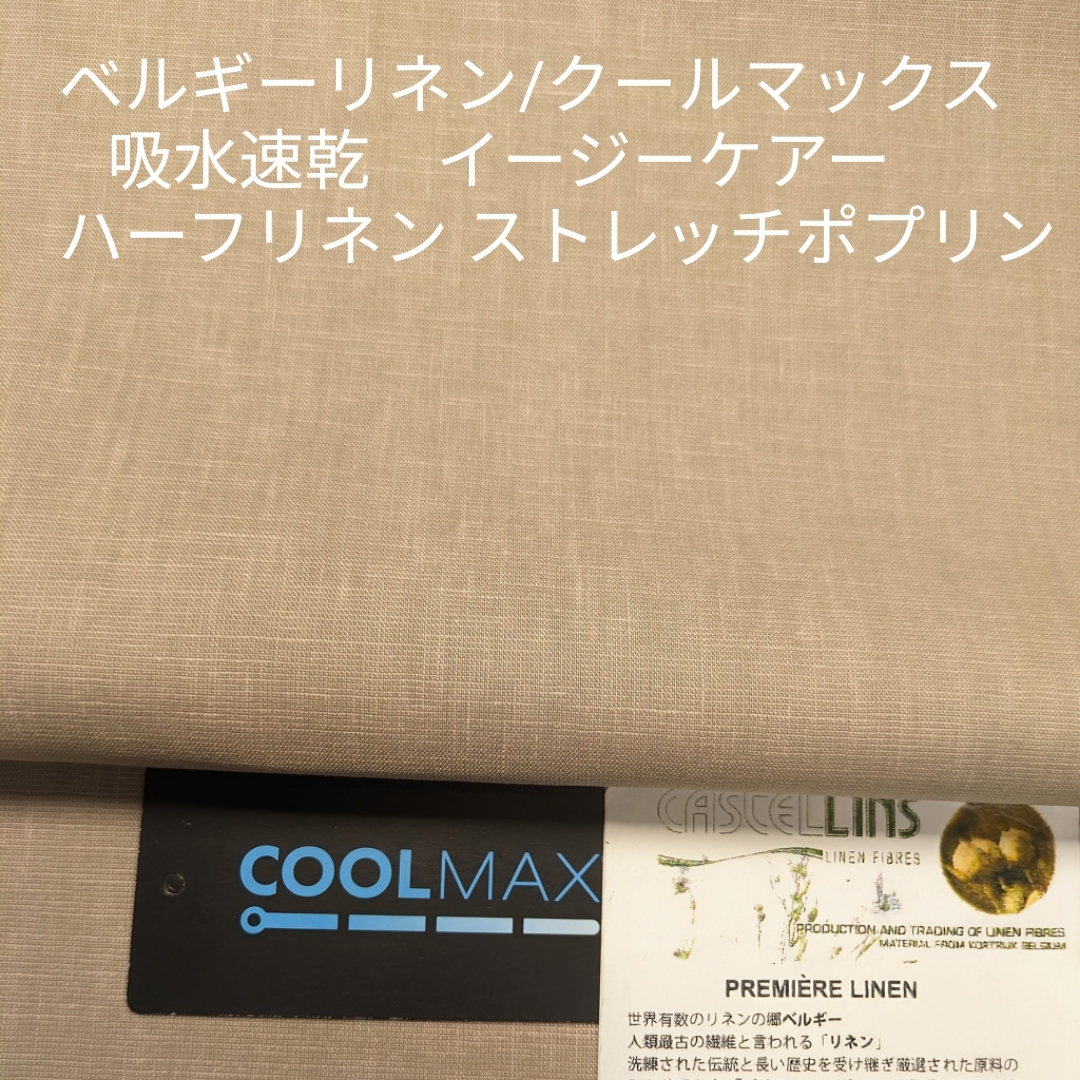 ベルギーリネン/クールマックス
吸水速乾　イージーケアー
ハーフリネン ストレッチポプリン
COOLMAX
CASTELLINS
LINEN FIBRES
PRODUCTION AND TRADING OF LINEN FIBRES
MATERIAL FROM KORTRIJK BELGIUM
PREMIÈRE LINEN
世界有数のリネンの郷ベルギー
人類最古の繊維と言われる「リネン」
洗練された伝統と長い歴史を受け継ぎ厳選された原料の